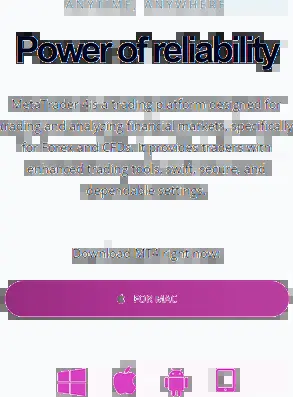 ANYTIME, ANYWHERE
Power of reliability
MetaTrader 4 is a trading platform designed for
trading and analyzing financial markets, specifically
for Forex and CFDs. It provides traders with
enhanced trading tools, swift, secure, and
dependable settings.
Download MT4 right now
FOR MAC